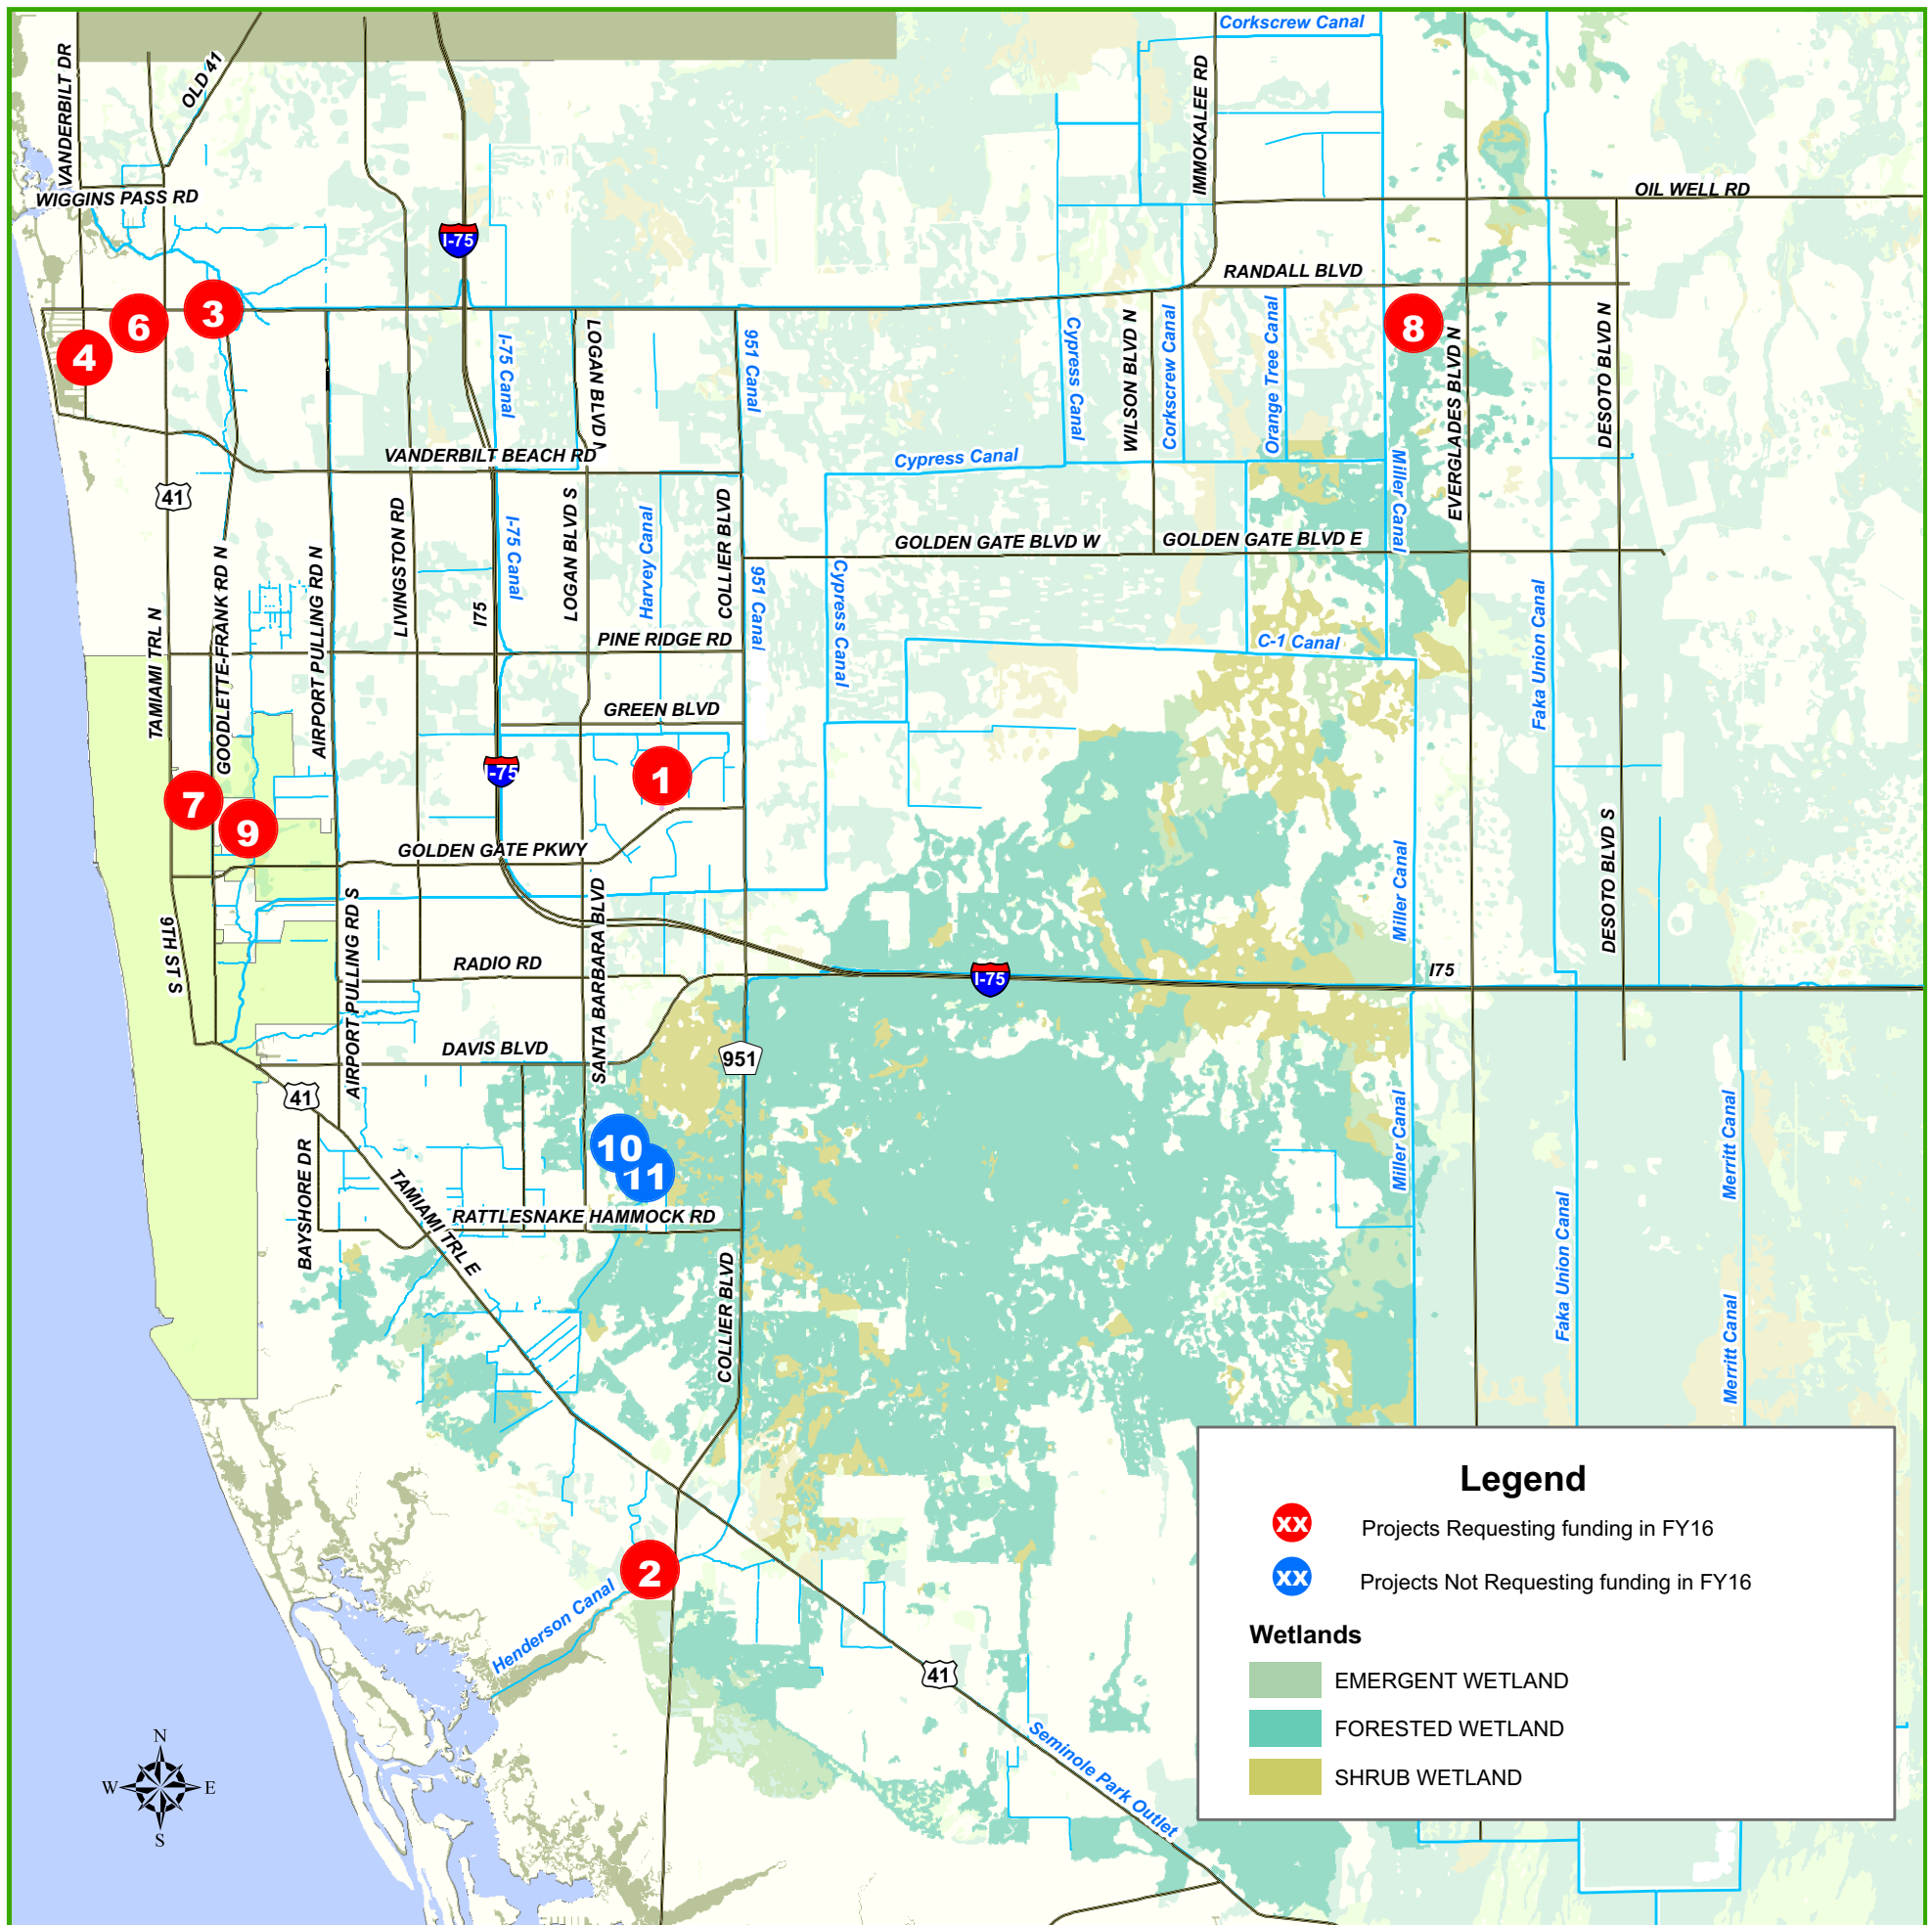 Corkscrew Canal
VANDERBILT DR
OLD 41
IMMOKALEE RD
WIGGINS PASS RD
OIL WELL RD
I-75
RANDALL BLVD
3
6
4
8
I-75 Canal
LOGAN BLVD N
951 Canal
Cypress Canal
WILSON BLVD N
Corkscrew Canal
Orange Tree Canal
EVERGLADES BLVD N
DESOTO BLVD N
VANDERBILT BEACH RD
Cypress Canal
Miller Canal
41
LIVINGSTON RD
I-75 Canal
LOGAN BLVD S
Harvey Canal
COLLIER BLVD
GOLDEN GATE BLVD W
GOLDEN GATE BLVD E
TAMIAMI TRL N
GOODLETTE-FRANK RD N
AIRPORT PULLING RD N
I75
951 Canal
Cypress Canal
Faka Union Canal
PINE RIDGE RD
C-1 Canal
GREEN BLVD
I-75
1
7
9
GOLDEN GATE PKWY
Miller Canal
DESOTO BLVD S
9TH ST S
AIRPORT PULLING RD S
SANTA BARBARA BLVD
RADIO RD
I-75
I75
DAVIS BLVD
951
41
Miller Canal
Merritt Canal
10
11
BAYSHORE DR
TAMIAMI TRL E
RATTLESNAKE HAMMOCK RD
COLLIER BLVD
Faka Union Canal
Merritt Canal
2
Henderson Canal
41
Seminole Park Outlet
N
W
E
S
Legend
XX Projects Requesting funding in FY16
XX Projects Not Requesting funding in FY16
Wetlands
EMERGENT WETLAND
FORESTED WETLAND
SHRUB WETLAND